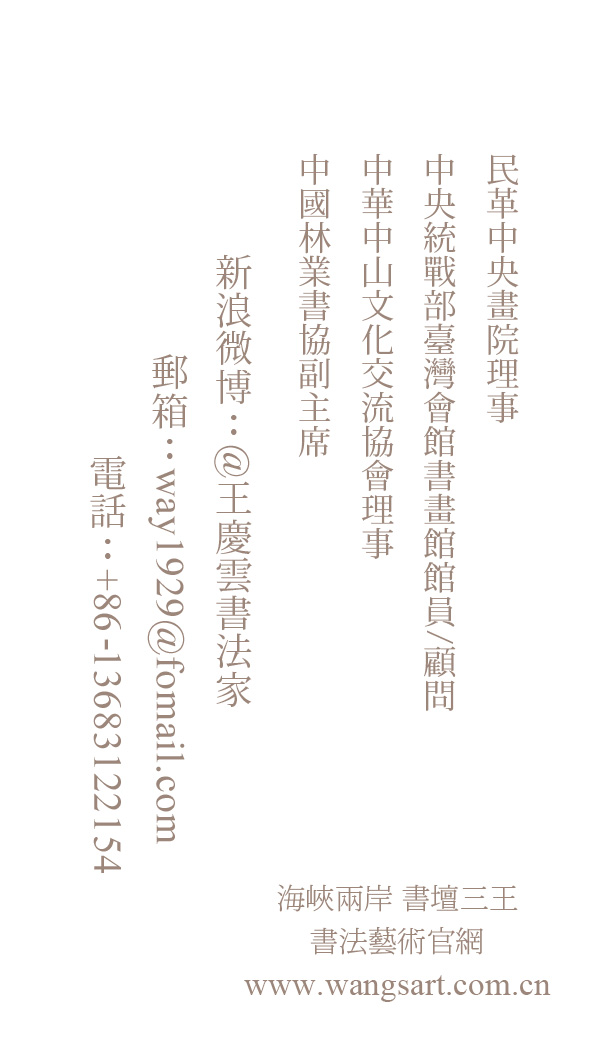 民革中央畫院理事
中央統戰部臺灣會館書畫館館員/顧問
中華中山文化交流協會理事
中國林業書協副主席
新浪微博：@王慶雲書法家
郵箱：way1929@fomail.com
電話：+86-13683122154
海峽兩岸 書壇三王
書法藝術官網
www.wangsart.com.cn